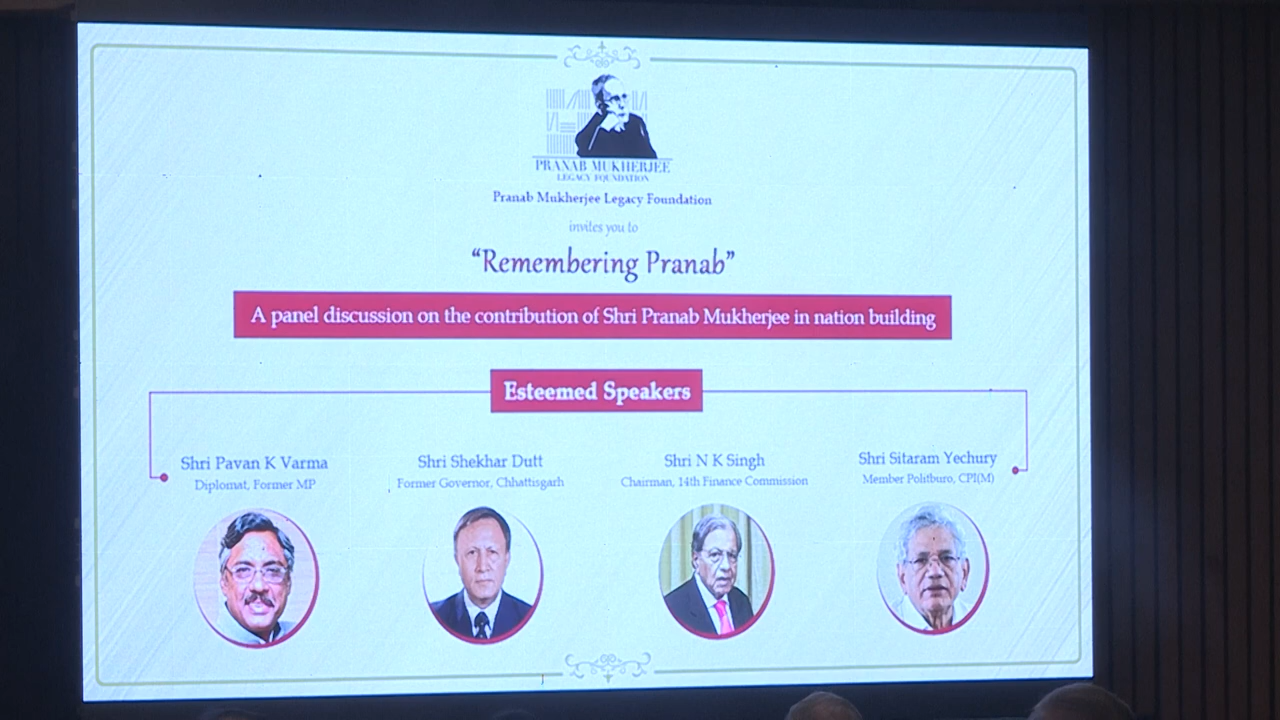 PRANAB MUKHERJEE
LEGACY FOUNDATION
Pranab Mukherjee Legacy Foundation
invites you to
“Remembering Pranab”
A panel discussion on the contribution of Shri Pranab Mukherjee in nation building
Esteemed Speakers
Shri Pavan K Varma
Diplomat, Former MP
Shri Shekhar Dutt
Former Governor, Chhattisgarh
Shri N K Singh
Chairman, 14th Finance Commission
Shri Sitaram Yechury
Member Politburo, CPI(M)